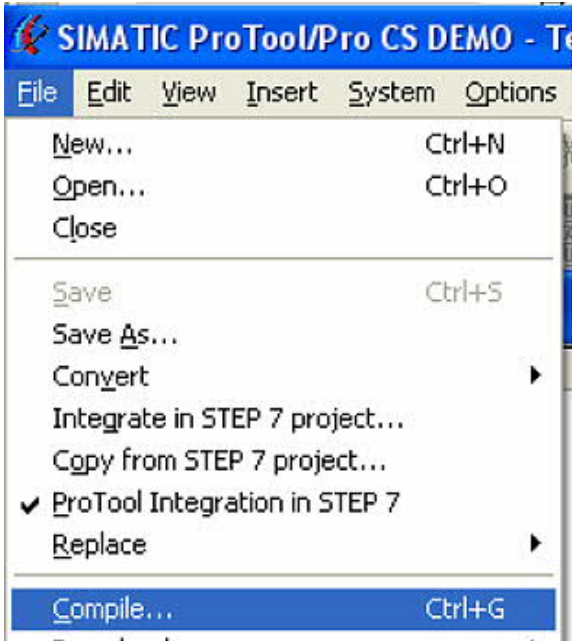 SIMATIC ProTool/Pro CS DEMO - Te
File Edit View Insert System Options
New... Ctrl+N
Open... Ctrl+O
Close
Save Ctrl+S
Save As...
Convert
Integrate in STEP 7 project...
Copy from STEP 7 project...
ProTool Integration in STEP 7
Replace
Compile... Ctrl+G